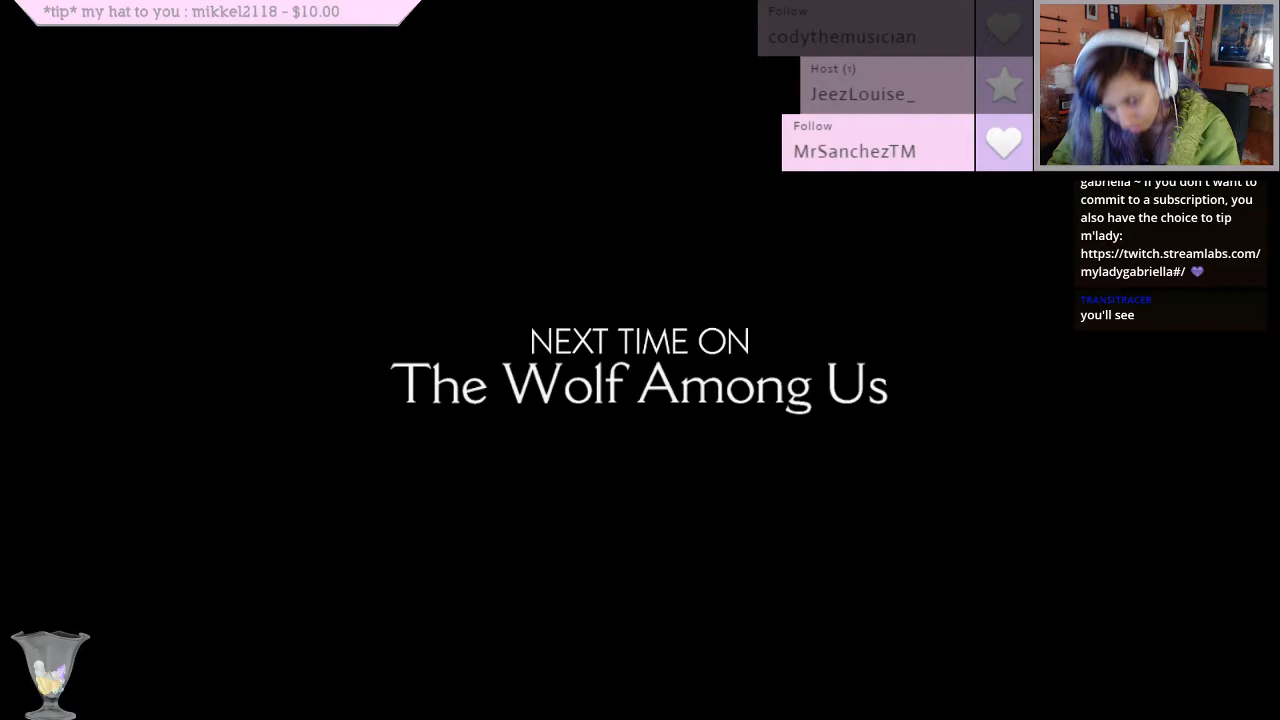 *tip* my hat to you : mikkel2118 - $10.00
Follow
codythemusician
Host (1)
JeezLouise_
Follow
MrSanchezTM
gabriella ~ if you don't want to
commit to a subscription, you
also have the choice to tip
m'lady:
https://twitch.streamlabs.com/
myladygabriella#/ 💜
TRANSITRACER
you'll see
NEXT TIME ON
The Wolf Among Us